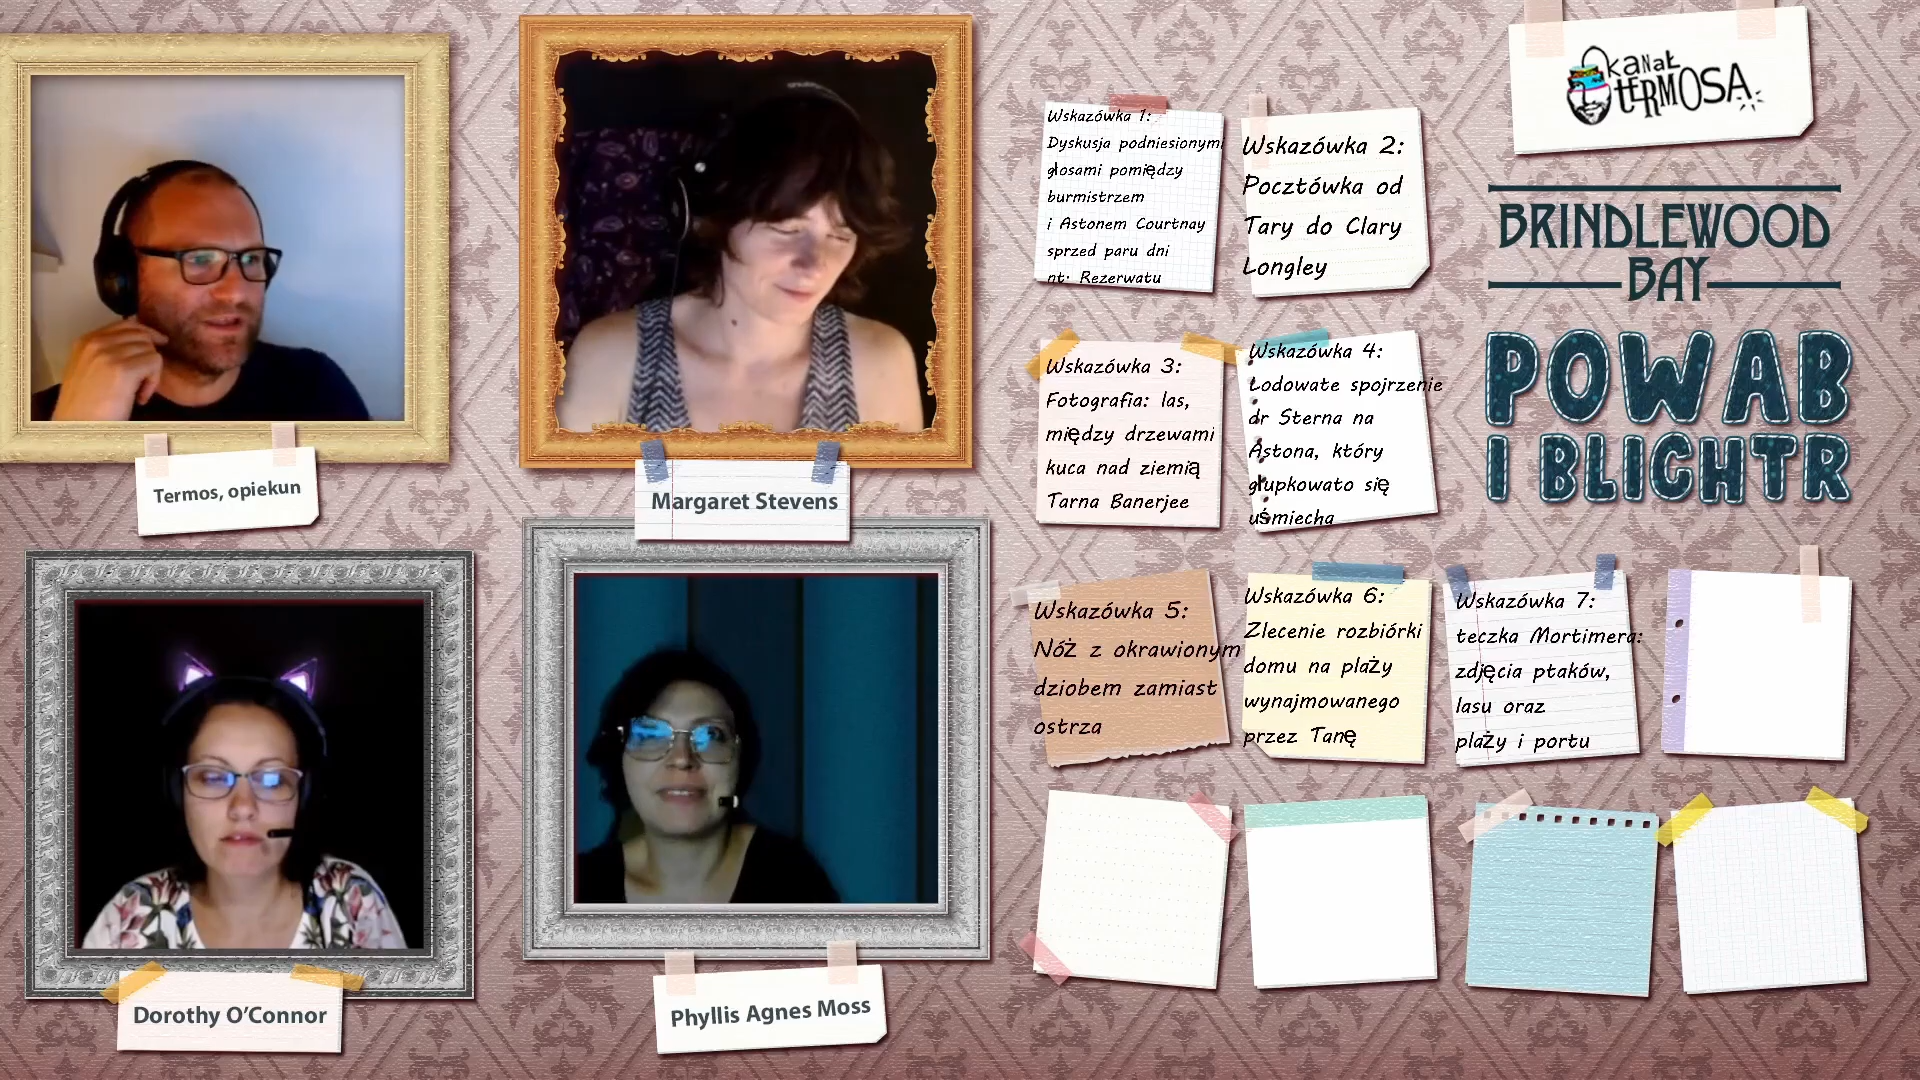 Termos, opiekun
Margaret Stevens
Dorothy O'Connor
Phyllis Agnes Moss
Wskazówka 1:
Dyskusja podniesionymi
głosami pomiędzy
burmistrzem
i Astonem Courtnay
sprzed paru dni
nt. Rezerwatu
Wskazówka 2:
Pocztówka od
Tary do Clary
Longley
Wskazówka 3:
Fotografia: las,
między drzewami
kuca nad ziemią
Tarna Banerjee
Wskazówka 4:
Lodowate spojrzenie
dr Sterna na
Astona, który
głupkowato się
uśmiecha
Wskazówka 5:
Nóż z okrawionym
dziobem zamiast
ostrza
Wskazówka 6:
Zlecenie rozbiórki
domu na plaży
wynajmowanego
przez Tanę
Wskazówka 7:
teczka Mortimera:
zdjęcia ptaków,
lasu oraz
plaży i portu
kanał
termosa
BRINDLEWOOD
BAY
POWAB
I BLICHTR